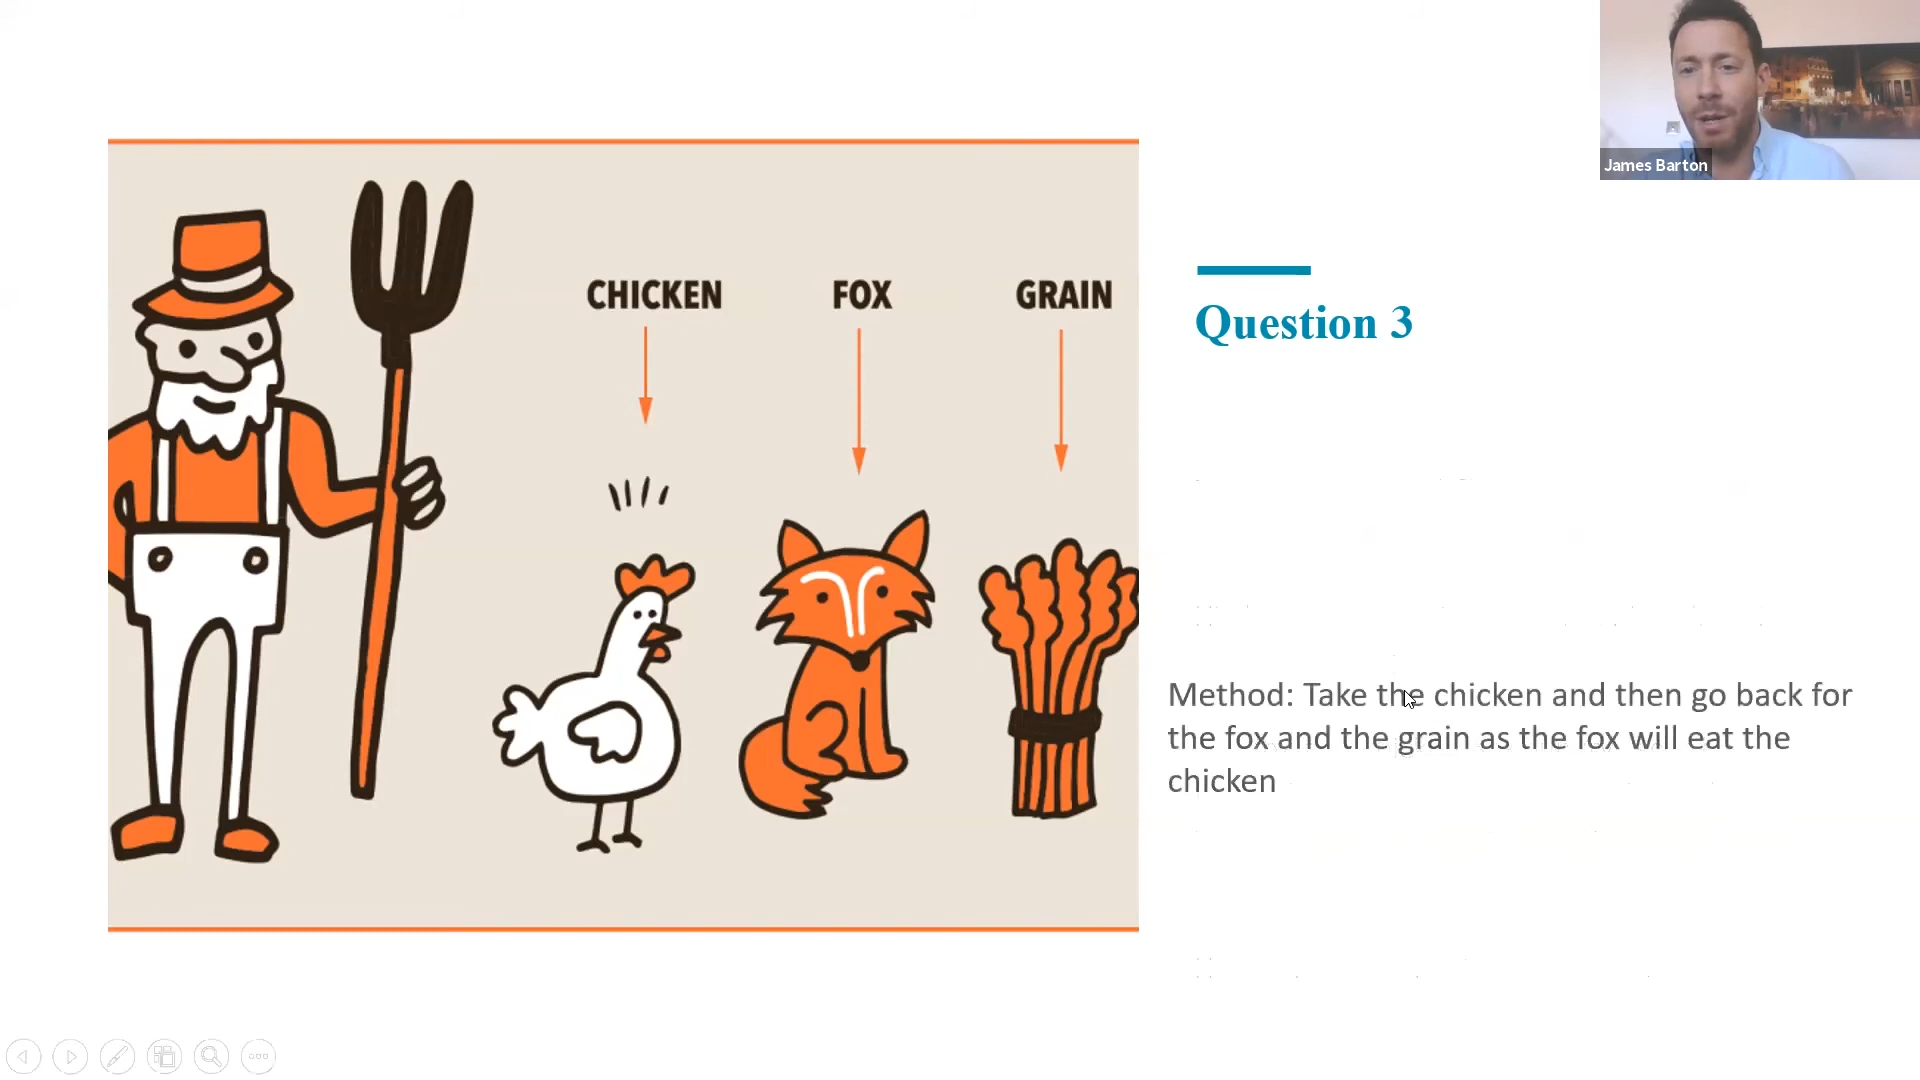 James Barton
CHICKEN
FOX
GRAIN
Question 3
Method: Take the chicken and then go back for
the fox and the grain as the fox will eat the
chicken